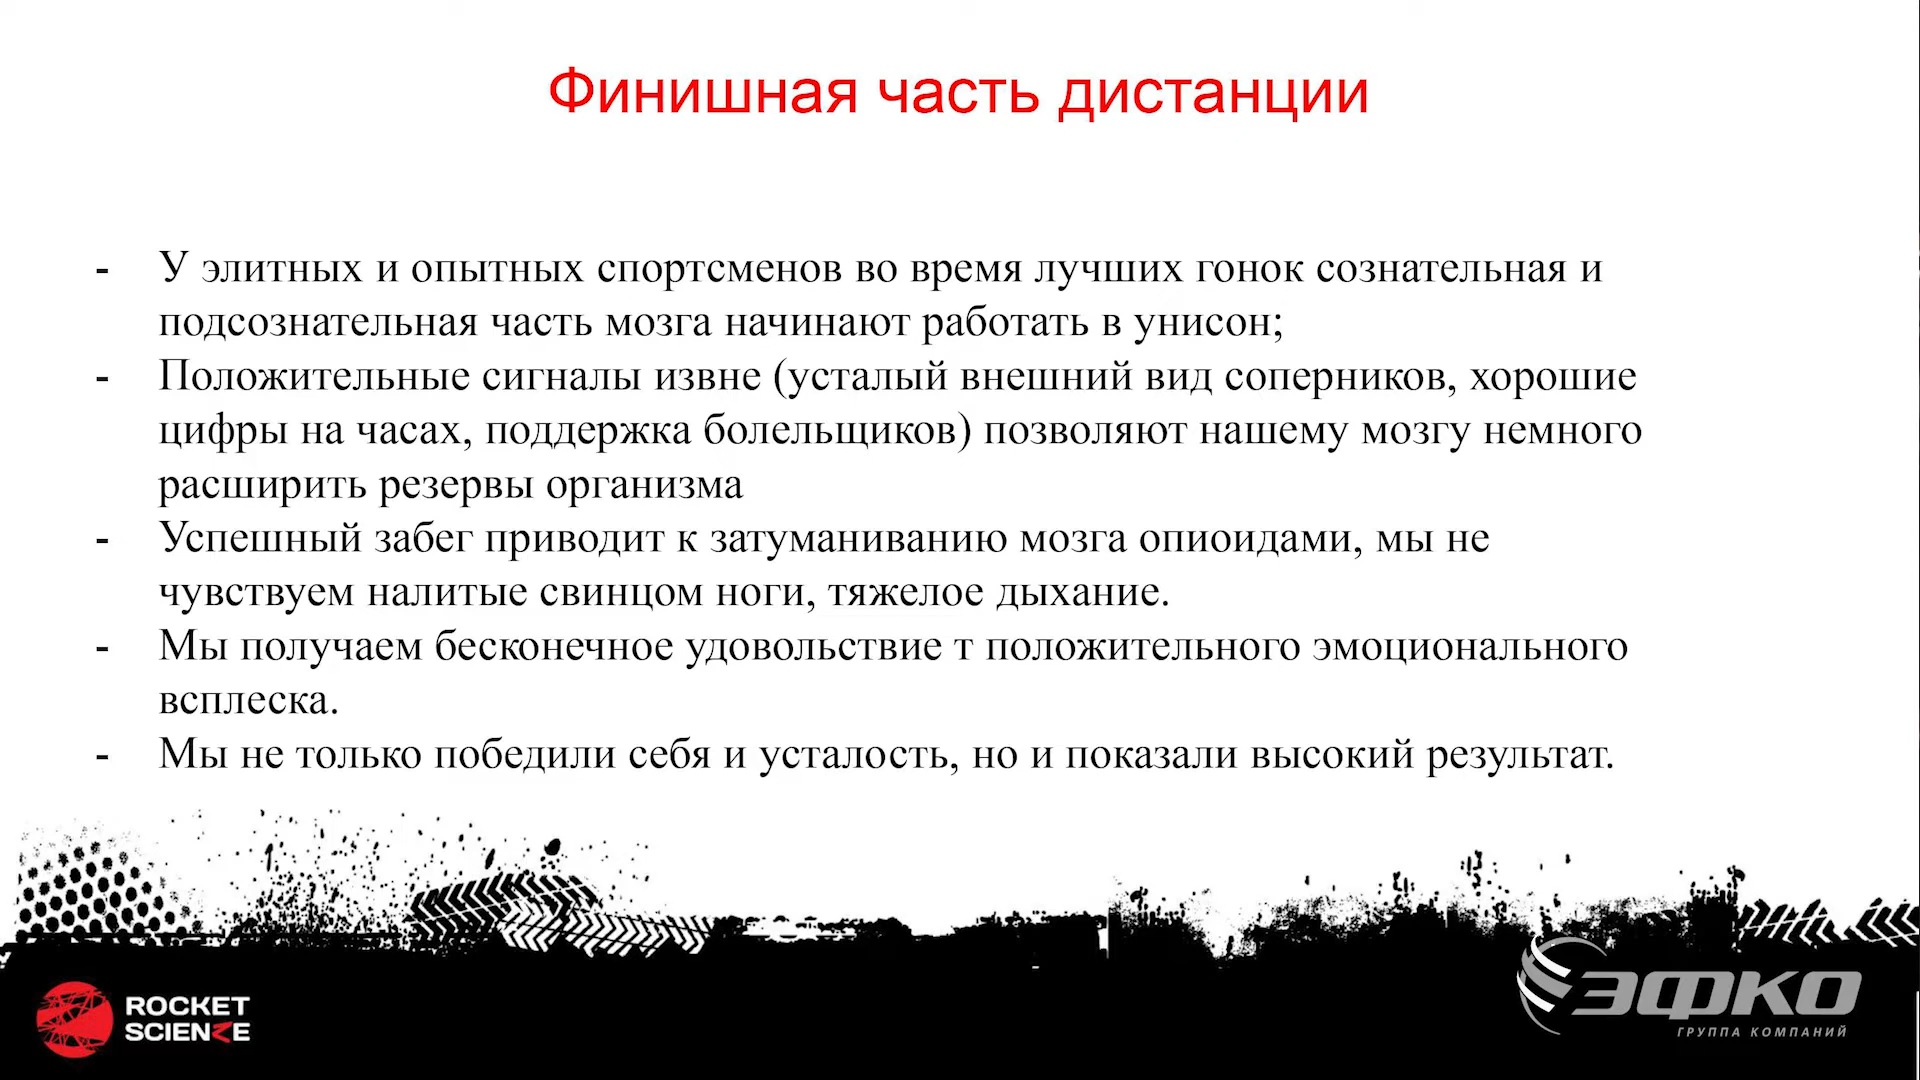 Финишная часть дистанции
- У элитных и опытных спортсменов во время лучших гонок сознательная и
подсознательная часть мозга начинают работать в унисон;
- Положительные сигналы извне (усталый внешний вид соперников, хорошие
цифры на часах, поддержка болельщиков) позволяют нашему мозгу немного
расширить резервы организма
- Успешный забег приводит к затуманиванию мозга опиоидами, мы не
чувствуем налитые свинцом ноги, тяжелое дыхание.
- Мы получаем бесконечное удовольствие т положительного эмоционального
всплеска.
- Мы не только победили себя и усталость, но и показали высокий результат.
ROCKET
SCIENZE
ЭФКО
ГРУППА КОМПАНИЙ